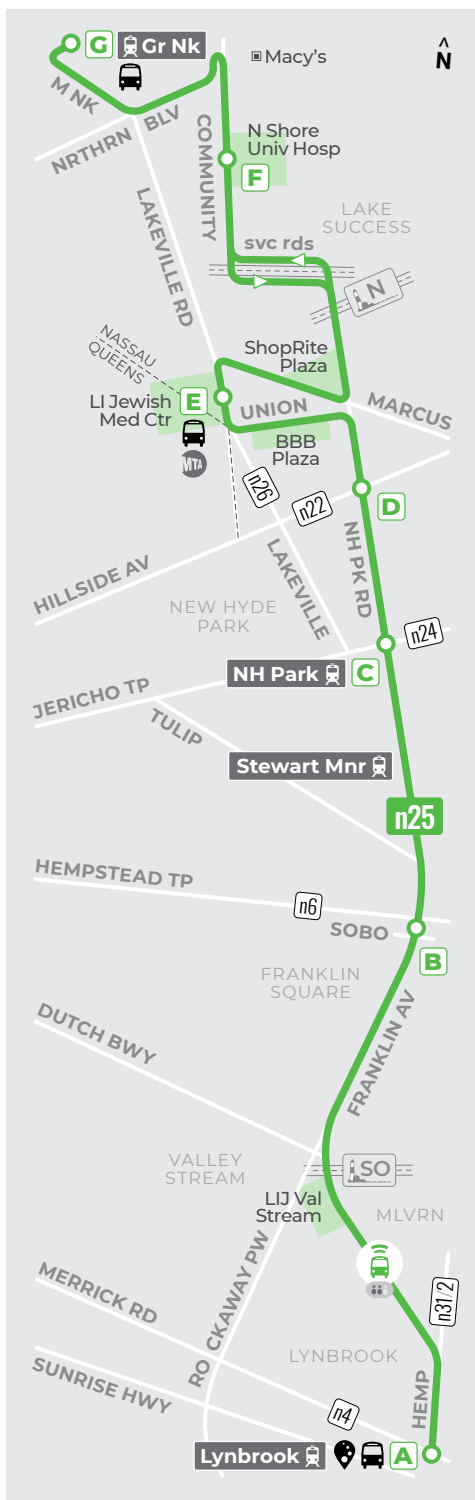 G Gr Nk
Macy's
^
N
M NK
NRTHRN BLV
COMMUNITY
N Shore
Univ Hosp
F
LAKEVILLE RD
LAKE
SUCCESS
svc rds
N
NASSAU
QUEENS
ShopRite
Plaza
LI Jewish
Med Ctr
E
UNION
MARCUS
BBB
Plaza
MTA
n26
n22
D
HILLSIDE AV
LAKEVILLE
NH PK RD
NEW HYDE
PARK
n24
NH Park
C
JERICHO TP
TULIP
Stewart Mnr
n25
HEMPSTEAD TP
n6
SOBO
B
FRANKLIN
SQUARE
FRANKLIN AV
DUTCH BWY
VALLEY
STREAM
SO
LIJ Val
Stream
MLVRN
RO CKAWAY PW
MERRICK RD
n31/2
LYNBROOK
SUNRISE HWY
n4
HEMP
Lynbrook
A